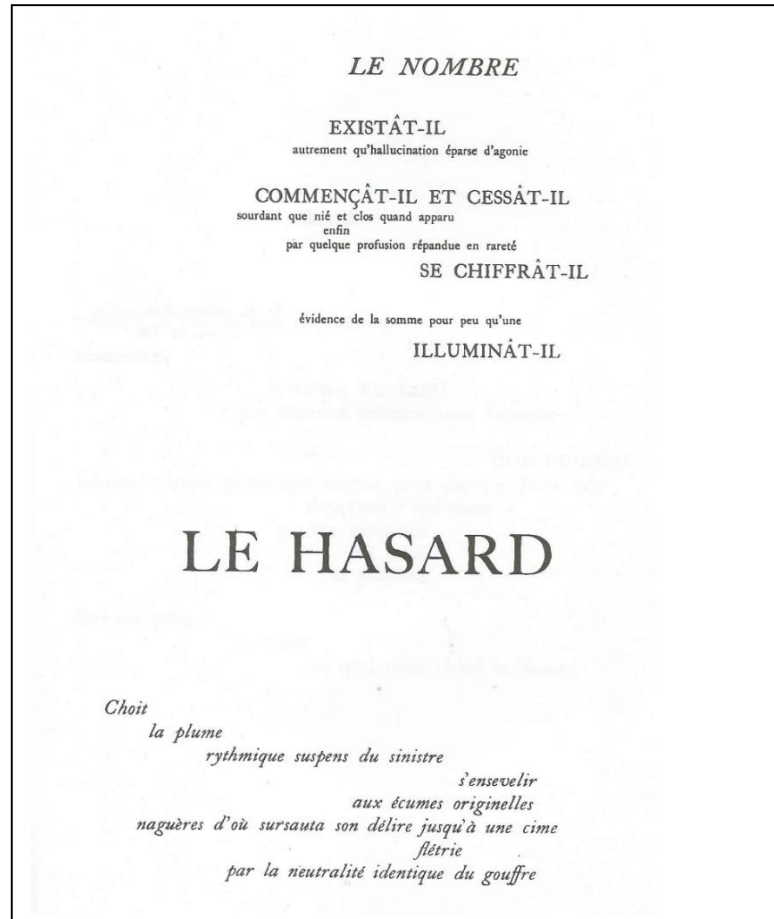 LE NOMBRE
EXISTÂT-IL
autrement qu'hallucination éparse d'agonie
COMMENÇÂT-IL ET CESSÂT-IL
sourdant que nié et clos quand apparu
enfin
par quelque profusion répandue en rareté
SE CHIFFRÂT-IL
évidence de la somme pour peu qu'une
ILLUMINÂT-IL
LE HASARD
Choit
la plume
rythmique suspens du sinistre
s'ensevelir
aux écumes originelles
naguères d'où sursauta son délire jusqu'à une cime
flétrie
par la neutralité identique du gouffre